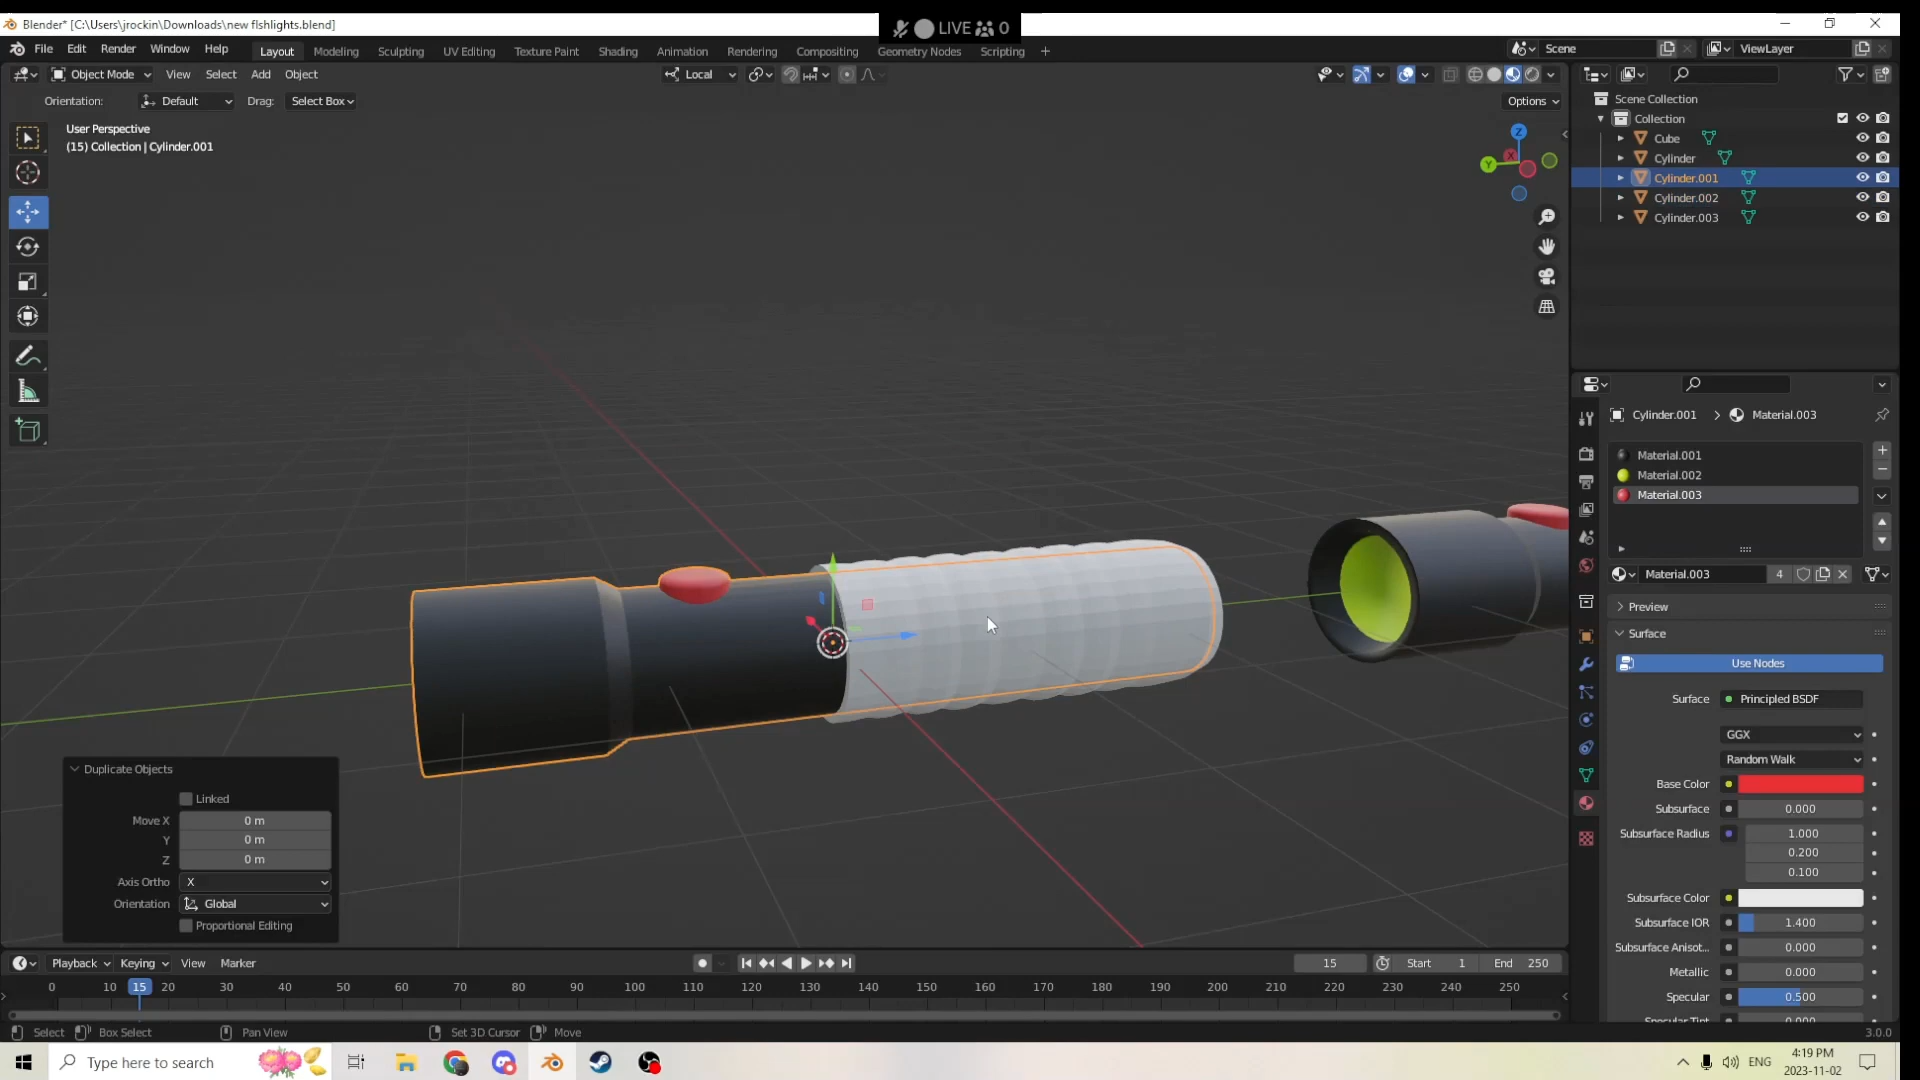 Blender* [C:\Users\jrockin\Downloads\new flshlights.blend]
LIVE 0
File Edit Render Window Help
Layout Modeling Sculpting UV Editing Texture Paint Shading Animation Rendering Compositing Geometry Nodes Scripting +
Scene
ViewLayer
Object Mode View Select Add Object
Local
Orientation: Default Drag: Select Box
Options
User Perspective
(15) Collection | Cylinder.001
Z
Y
X
Scene Collection
Collection
Cube
Cylinder
Cylinder.001
Cylinder.002
Cylinder.003
Cylinder.001 > Material.003
Material.001
Material.002
Material.003
Material.003 4
Preview
Surface
Use Nodes
Surface Principled BSDF
GGX
Random Walk
Base Color
Subsurface 0.000
Subsurface Radius 1.000
0.200
0.100
Subsurface Color
Subsurface IOR 1.400
Subsurface Anisot... 0.000
Metallic 0.000
Specular 0.500
Specular Tint 0.000
Duplicate Objects
Linked
Move X 0 m
Y 0 m
Z 0 m
Axis Ortho X
Orientation Global
Proportional Editing
Playback Keying View Marker
15 Start 1 End 250
0 10 15 20 30 40 50 60 70 80 90 100 110 120 130 140 150 160 170 180 190 200 210 220 230 240 250
Select Box Select Pan View Set 3D Cursor Move
3.0.0
Type here to search
ENG
4:19 PM
2023-11-02